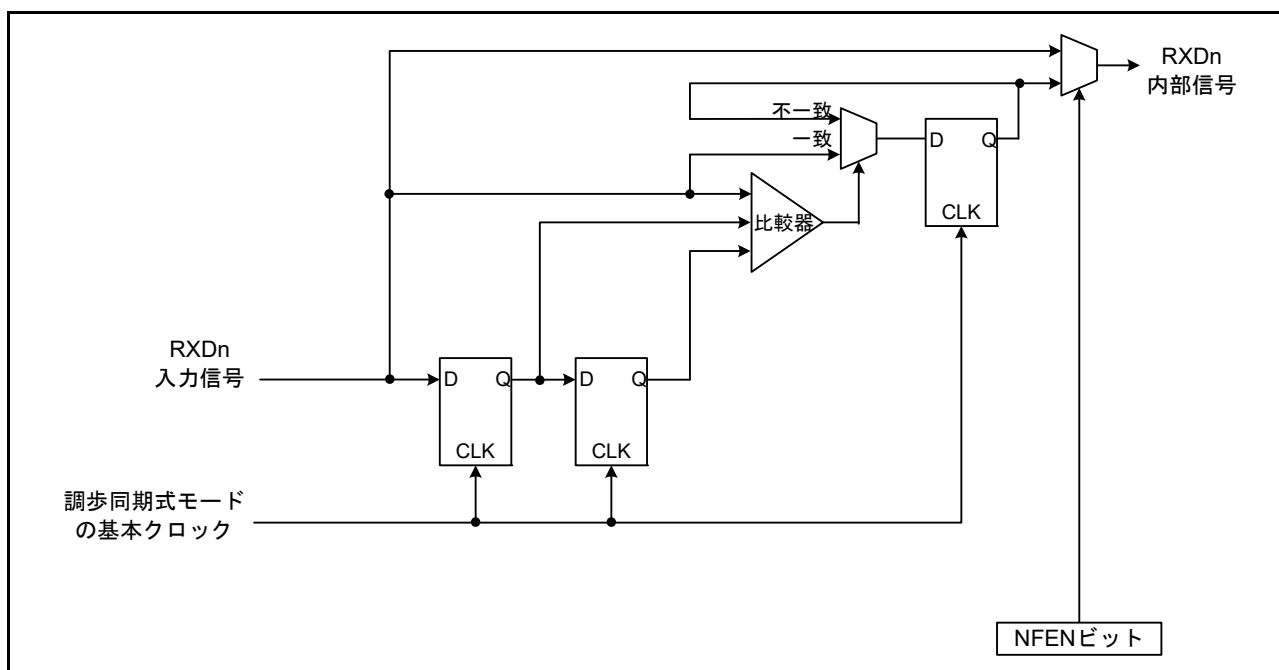 RXDn
内部信号
不一致
一致
D
Q
CLK
比較器
RXDn
入力信号
D
Q
CLK
D
Q
CLK
調歩同期式モード
の基本クロック
NFENビット